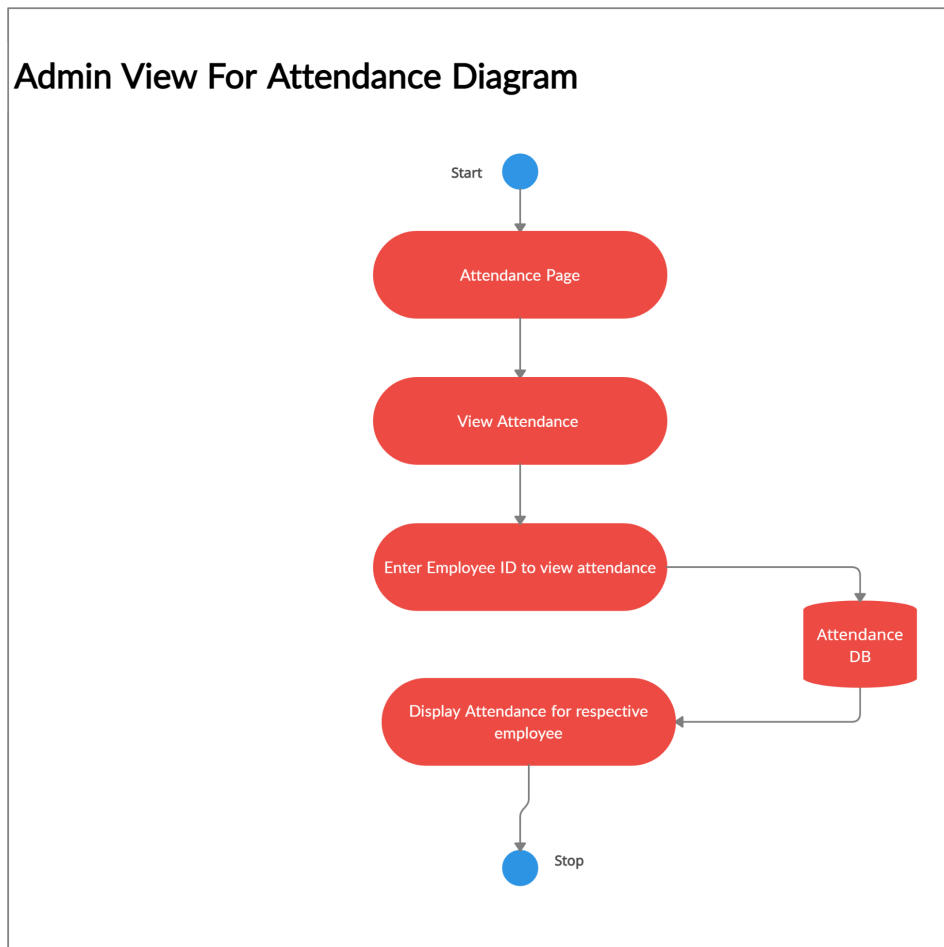 Admin View For Attendance Diagram
Start
Attendance Page
View Attendance
Enter Employee ID to view attendance
Attendance
DB
Display Attendance for respective
employee
Stop